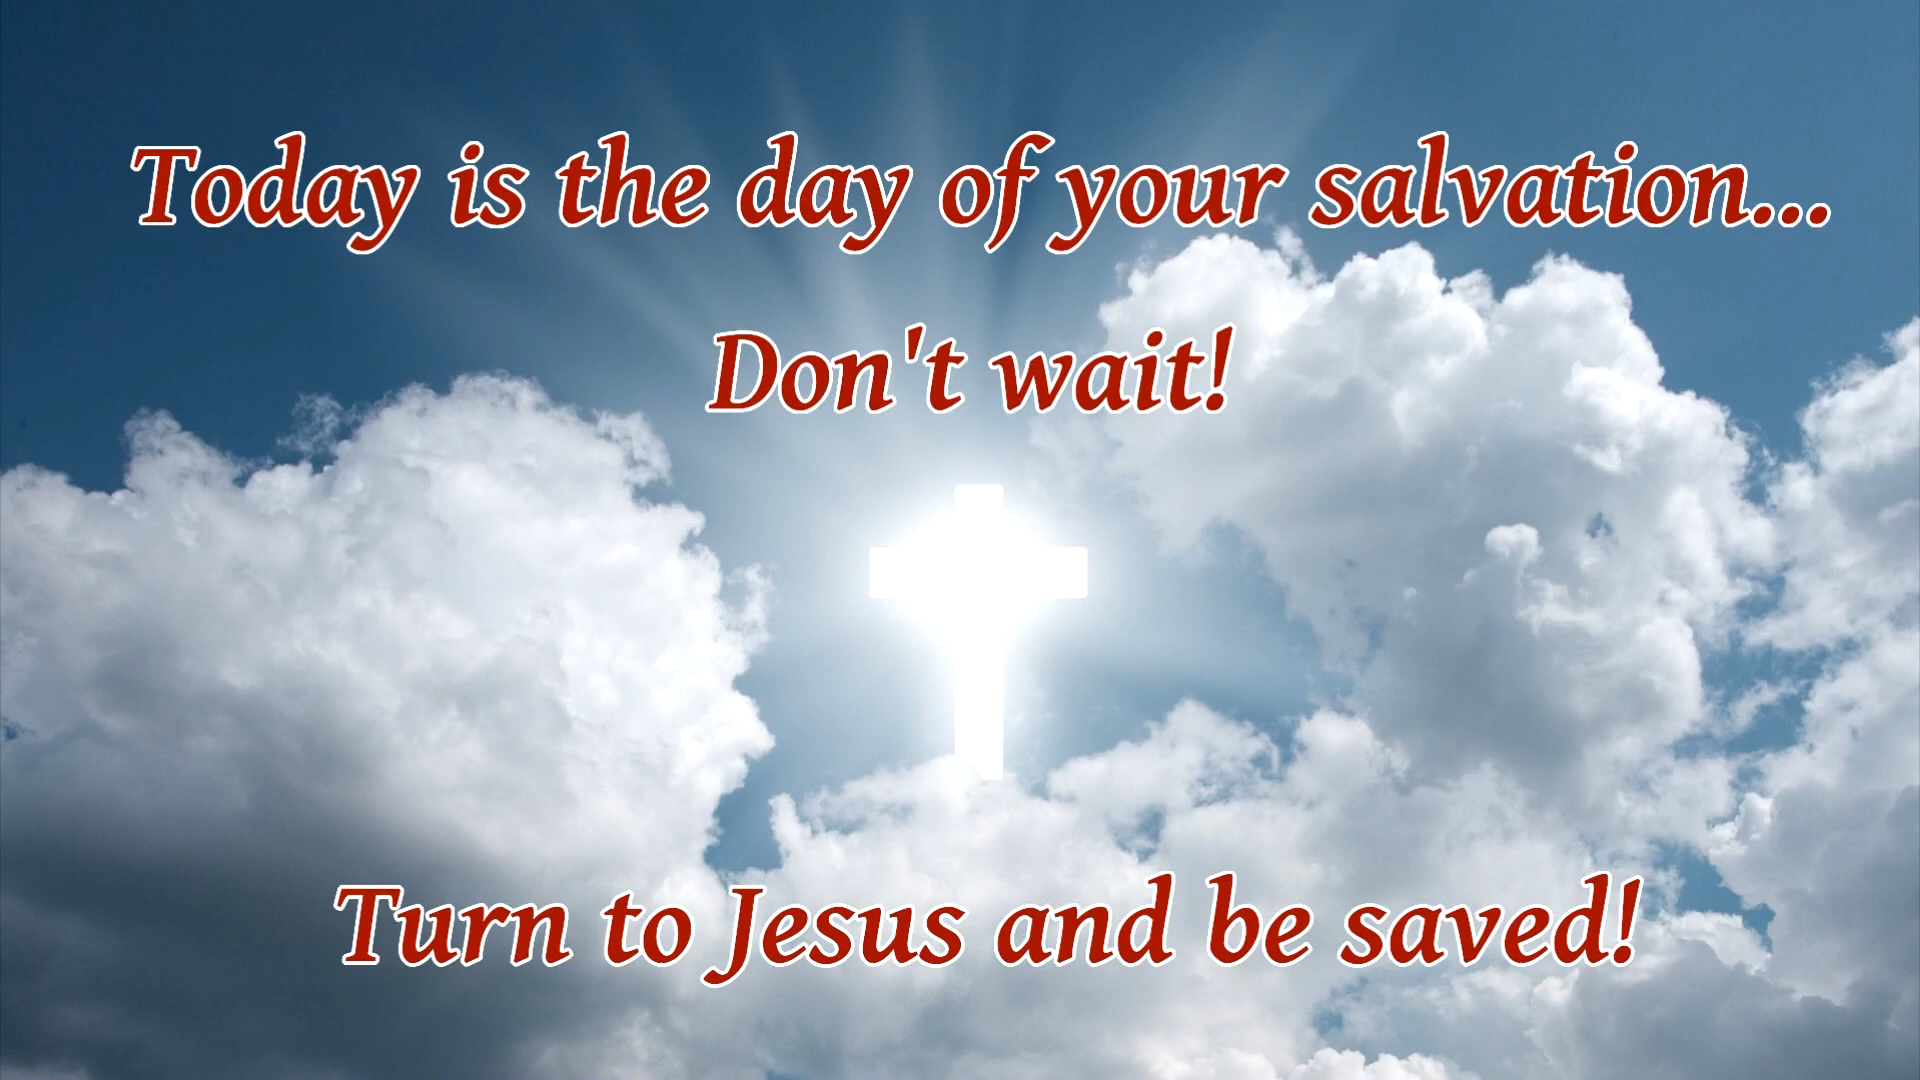 Today is the day of your salvation...
Don't wait!
Turn to Jesus and be saved!